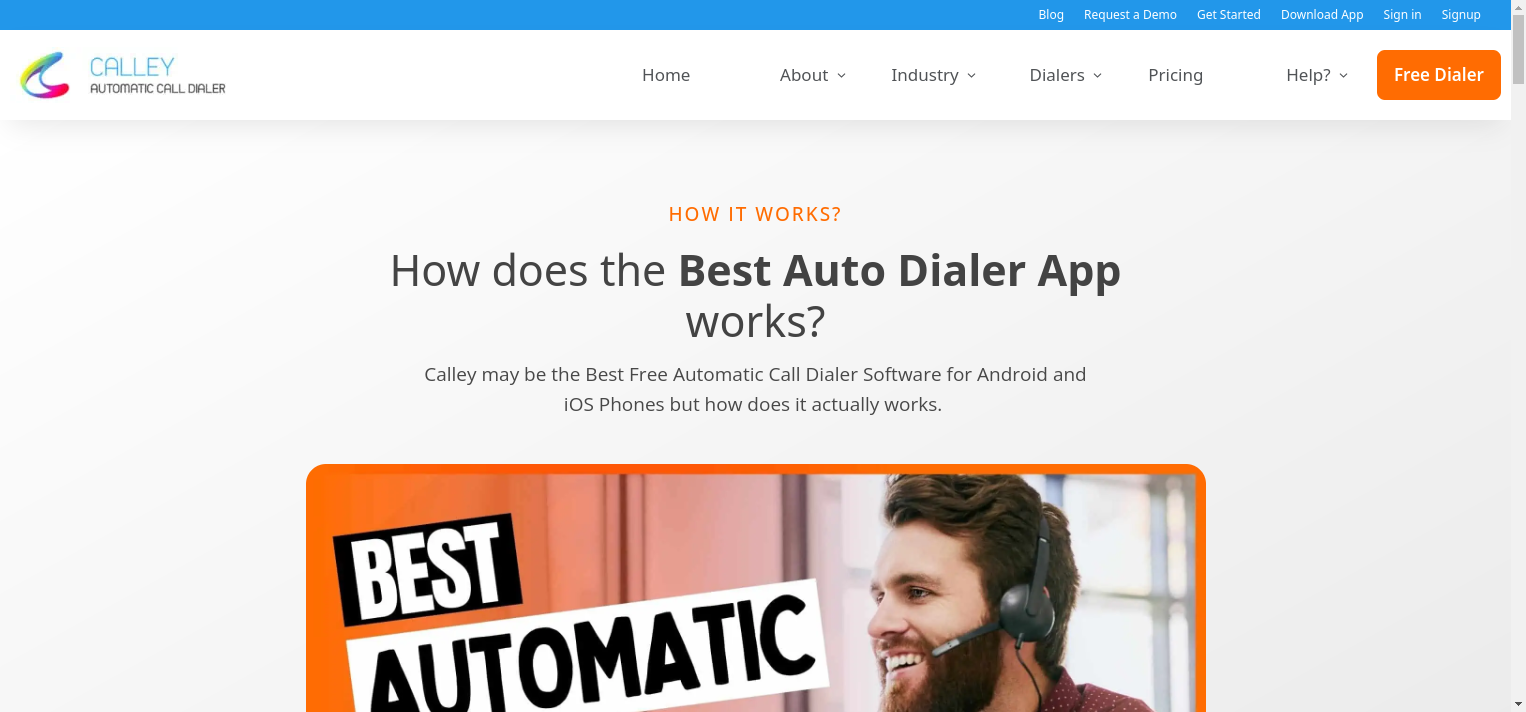 Blog Request a Demo Get Started Download App Sign in Signup
CALLEY
AUTOMATIC CALL DIALER
Home About Industry Dialers Pricing Help? Free Dialer
HOW IT WORKS?
How does the Best Auto Dialer App
works?
Calley may be the Best Free Automatic Call Dialer Software for Android and
iOS Phones but how does it actually works.
BEST
AUTOMATIC